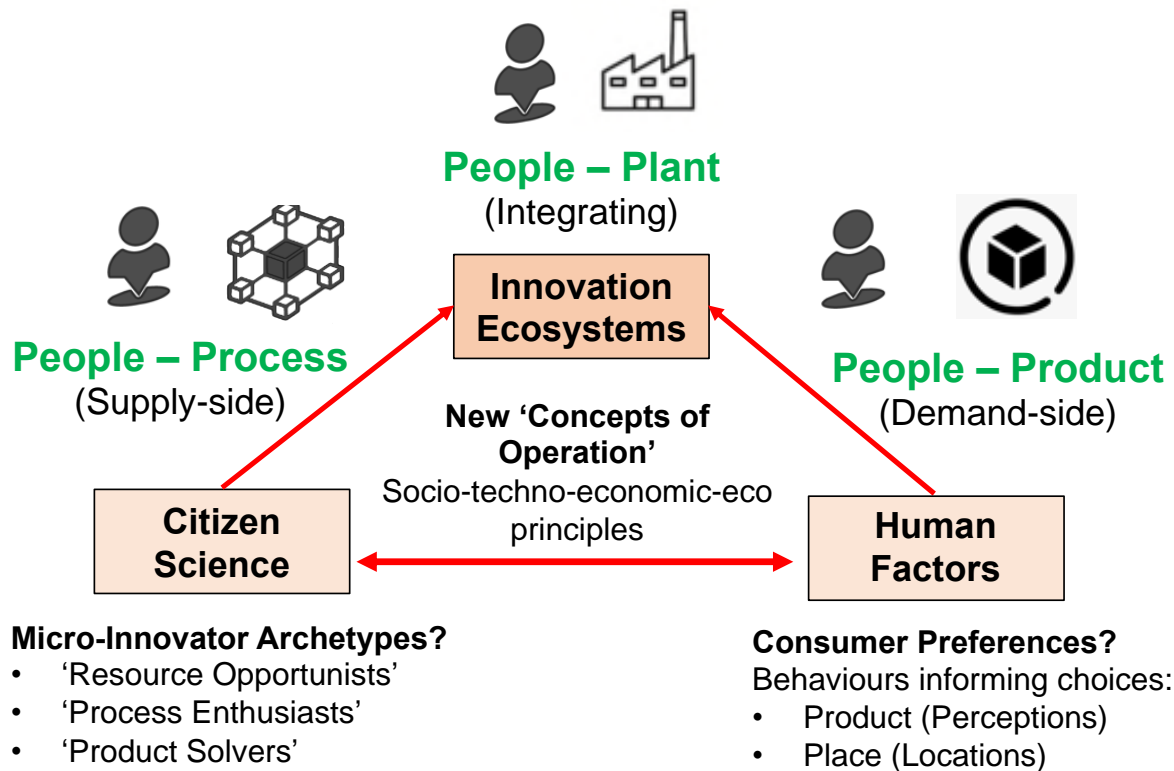 People – Plant
(Integrating)
People – Process
(Supply-side)
People – Product
(Demand-side)
Innovation
Ecosystems
New ‘Concepts of
Operation’
Socio-techno-economic-eco
principles
Citizen
Science
Human
Factors
Micro-Innovator Archetypes?
• ‘Resource Opportunists’
• ‘Process Enthusiasts’
• ‘Product Solvers’
Consumer Preferences?
Behaviours informing choices:
• Product (Perceptions)
• Place (Locations)